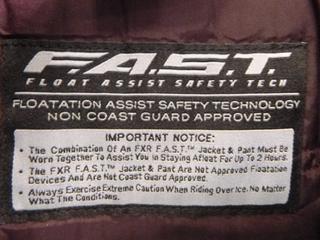 F.A.S.T.
FLOAT ASSIST SAFETY TECH
FLOATATION ASSIST SAFETY TECHNOLOGY
NON COAST GUARD APPROVED
IMPORTANT NOTICE:
• The Combination Of An FXR F.A.S.T.™ Jacket & Pant Must Be
Worn Together To Assist You In Staying Afloat For Up To 2 Hours.
• The FXR F.A.S.T.™ Jacket & Pant Are Not Approved Floatation
Devices And Are Not Coast Guard Approved.
• Always Exercise Extreme Caution When Riding Over Ice. No Matter
What The Conditions.